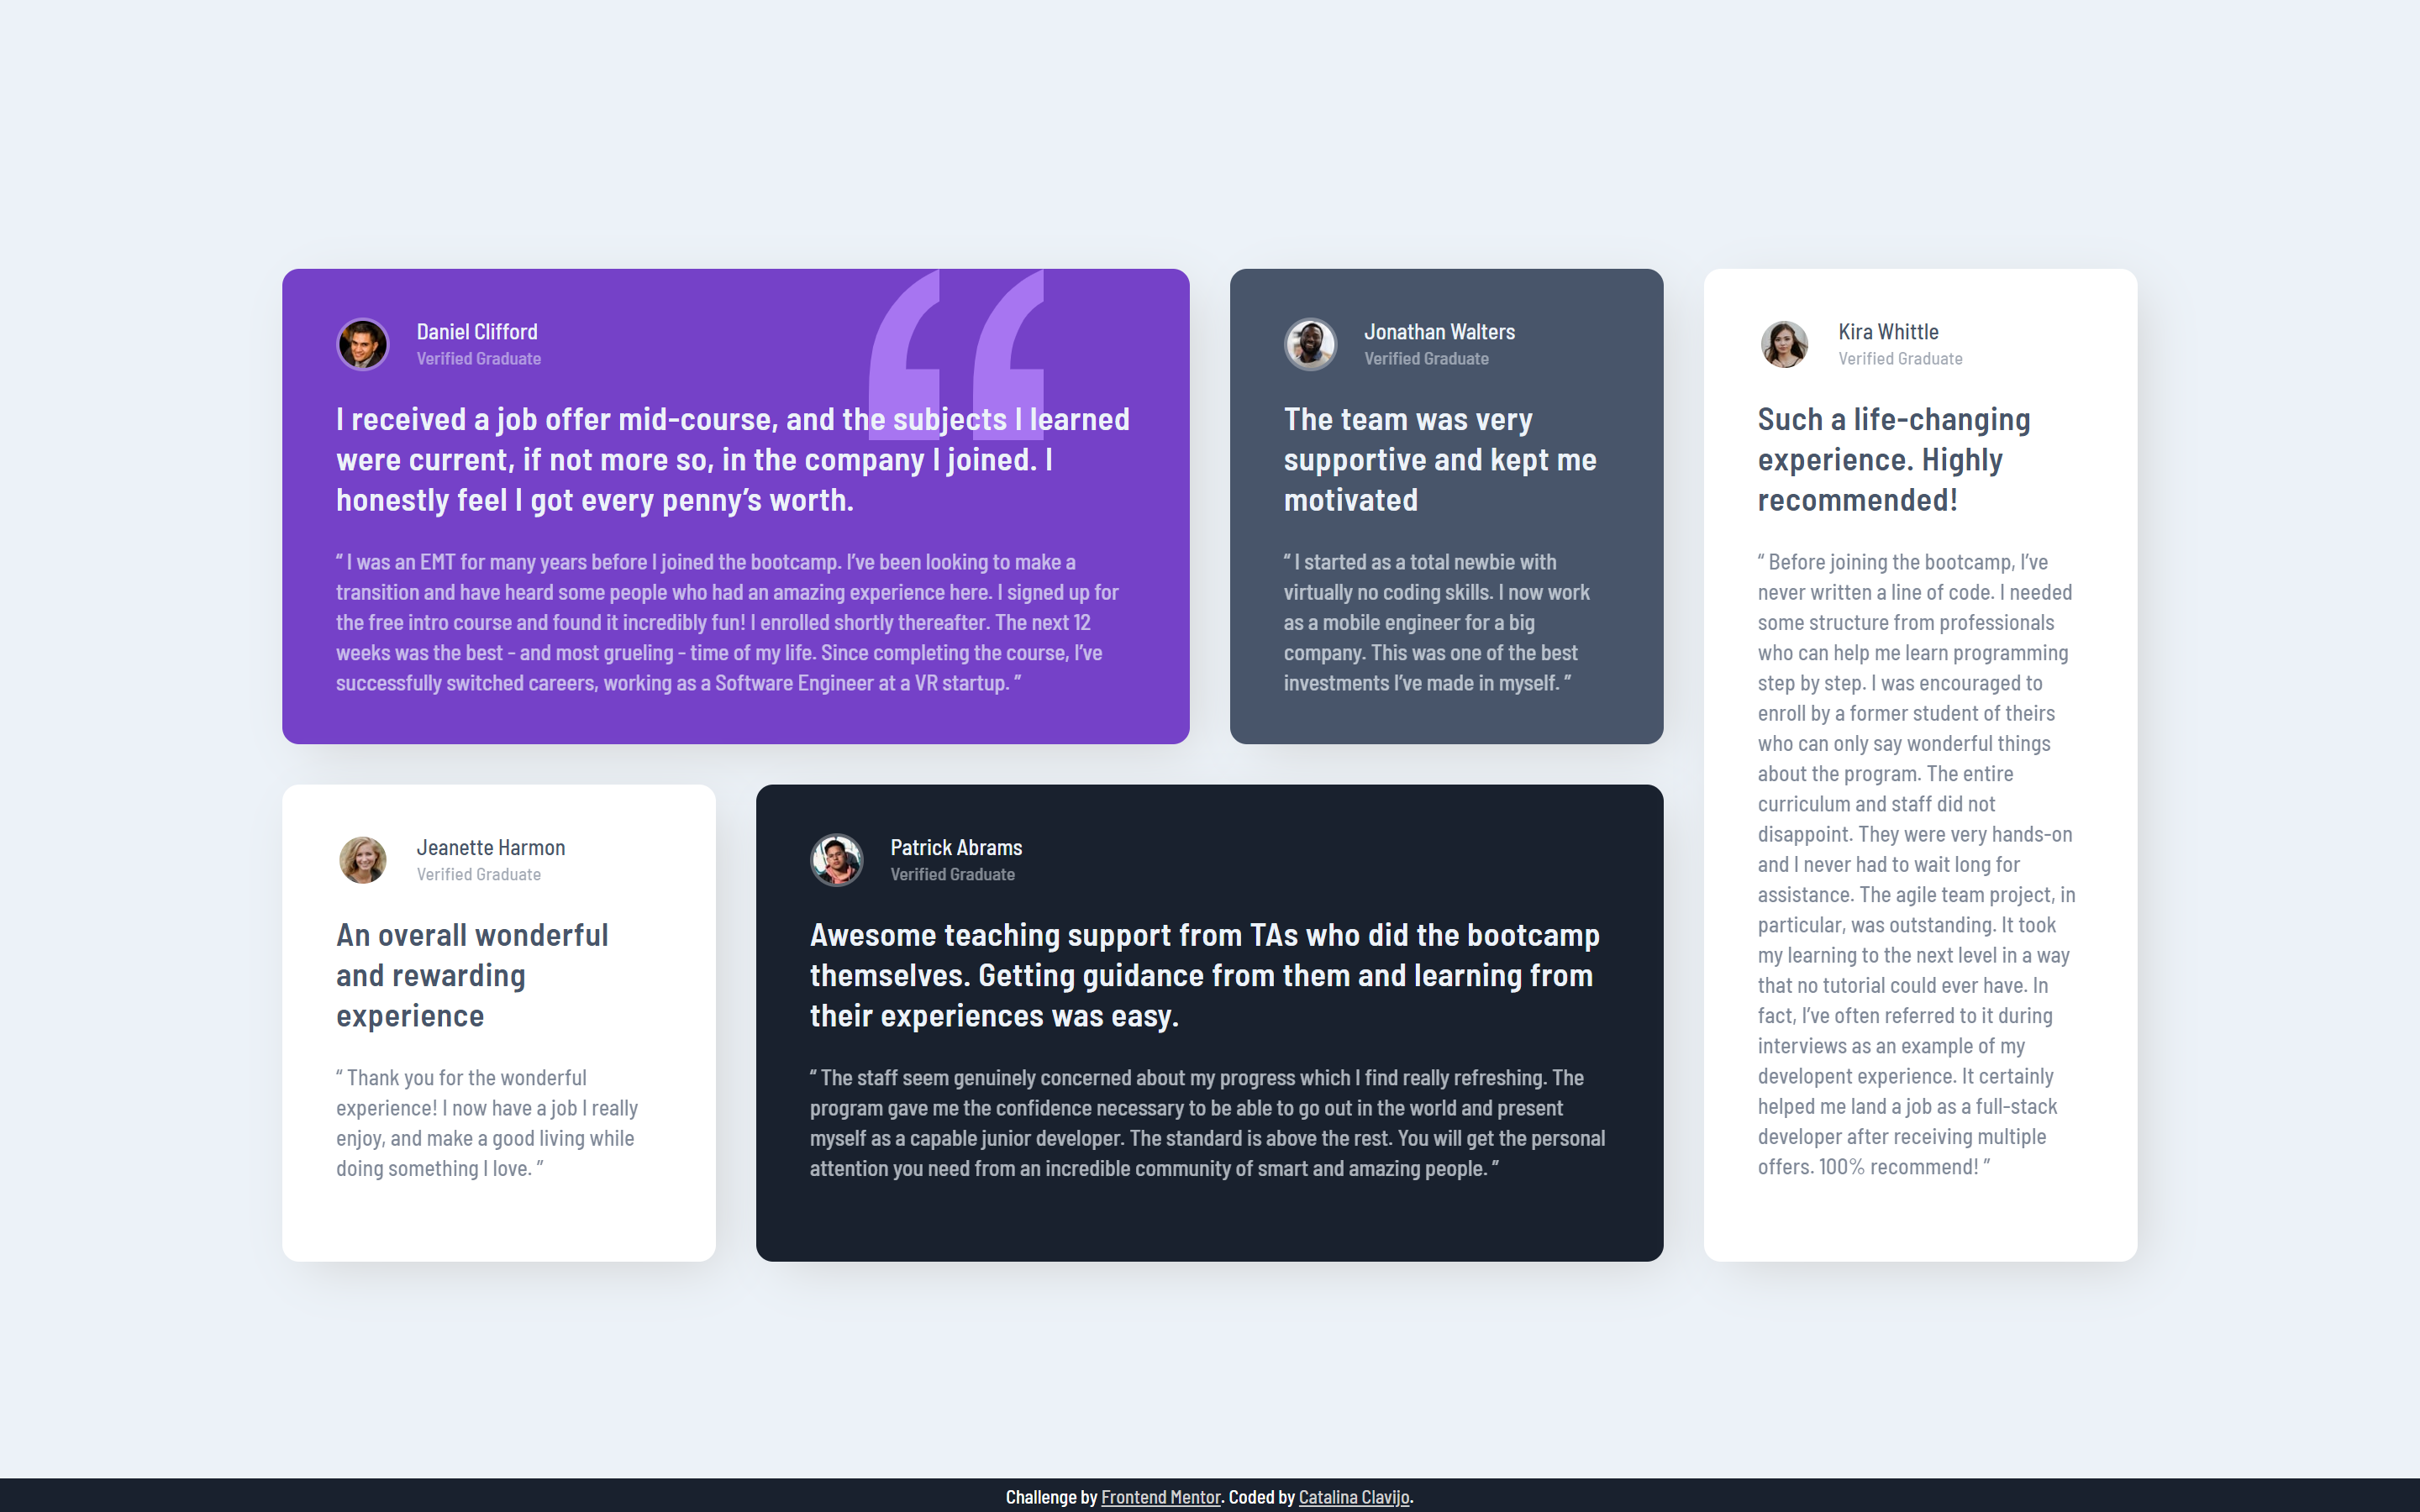 Daniel Clifford
Verified Graduate
I received a job offer mid-course, and the subjects I learned
were current, if not more so, in the company I joined. I
honestly feel I got every penny’s worth.
“ I was an EMT for many years before I joined the bootcamp. I’ve been looking to make a
transition and have heard some people who had an amazing experience here. I signed up for
the free intro course and found it incredibly fun! I enrolled shortly thereafter. The next 12
weeks was the best - and most grueling - time of my life. Since completing the course, I’ve
successfully switched careers, working as a Software Engineer at a VR startup. ”
Jonathan Walters
Verified Graduate
The team was very
supportive and kept me
motivated
“ I started as a total newbie with
virtually no coding skills. I now work
as a mobile engineer for a big
company. This was one of the best
investments I’ve made in myself. ”
Kira Whittle
Verified Graduate
Such a life-changing
experience. Highly
recommended!
“ Before joining the bootcamp, I’ve
never written a line of code. I needed
some structure from professionals
who can help me learn programming
step by step. I was encouraged to
enroll by a former student of theirs
who can only say wonderful things
about the program. The entire
curriculum and staff did not
disappoint. They were very hands-on
and I never had to wait long for
assistance. The agile team project, in
particular, was outstanding. It took
my learning to the next level in a way
that no tutorial could ever have. In
fact, I’ve often referred to it during
interviews as an example of my
developent experience. It certainly
helped me land a job as a full-stack
developer after receiving multiple
offers. 100% recommend! ”
Jeanette Harmon
Verified Graduate
An overall wonderful
and rewarding
experience
“ Thank you for the wonderful
experience! I now have a job I really
enjoy, and make a good living while
doing something I love. ”
Patrick Abrams
Verified Graduate
Awesome teaching support from TAs who did the bootcamp
themselves. Getting guidance from them and learning from
their experiences was easy.
“ The staff seem genuinely concerned about my progress which I find really refreshing. The
program gave me the confidence necessary to be able to go out in the world and present
myself as a capable junior developer. The standard is above the rest. You will get the personal
attention you need from an incredible community of smart and amazing people. ”
Challenge by Frontend Mentor. Coded by Catalina Clavijo.